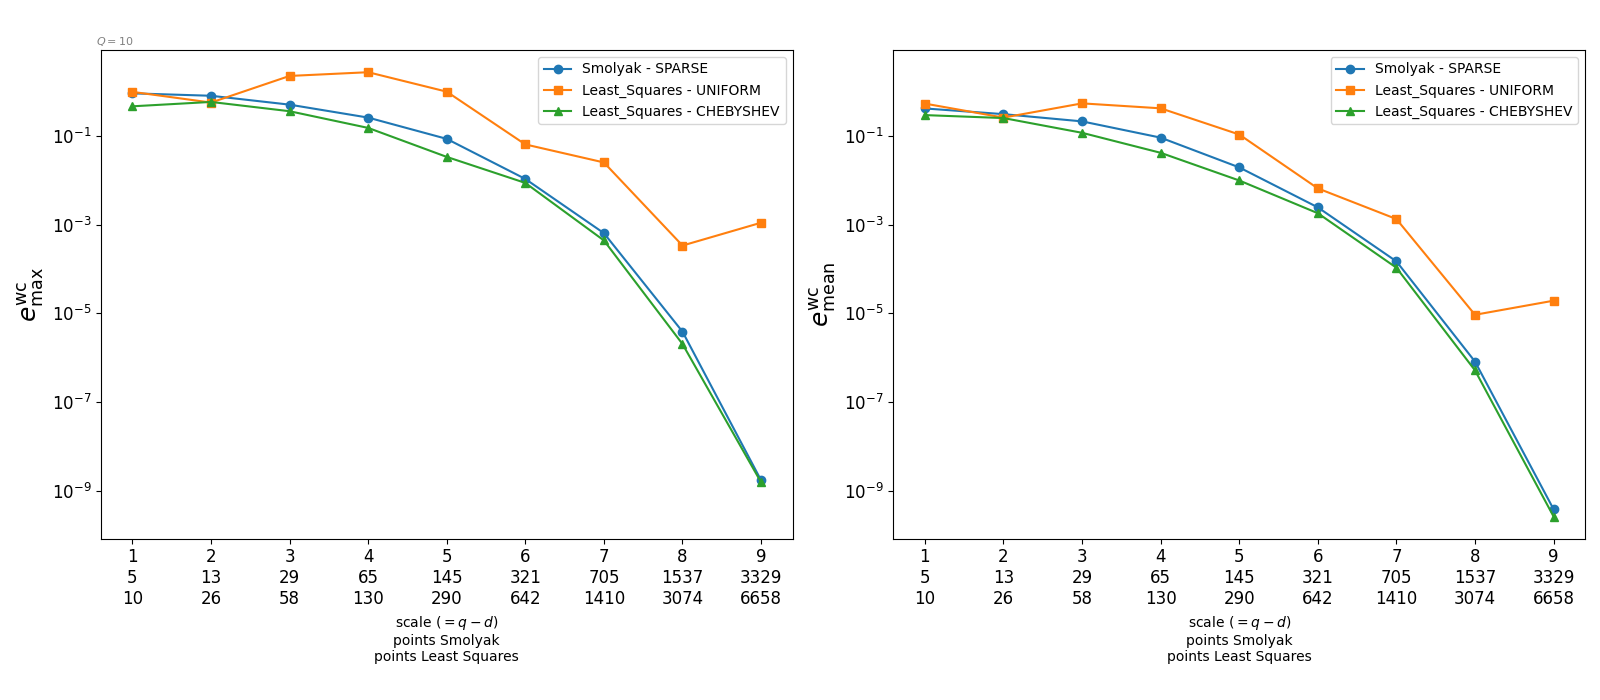 Q = 10
Smolyak - SPARSE
Least_Squares - UNIFORM
Least_Squares - CHEBYSHEV
10⁻¹
10⁻³
10⁻⁵
10⁻⁷
10⁻⁹
e^wc_max
1 2 3 4 5 6 7 8 9
5 13 29 65 145 321 705 1537 3329
10 26 58 130 290 642 1410 3074 6658
scale (= q − d)
points Smolyak
points Least Squares
Smolyak - SPARSE
Least_Squares - UNIFORM
Least_Squares - CHEBYSHEV
10⁻¹
10⁻³
10⁻⁵
10⁻⁷
10⁻⁹
e^wc_mean
1 2 3 4 5 6 7 8 9
5 13 29 65 145 321 705 1537 3329
10 26 58 130 290 642 1410 3074 6658
scale (= q − d)
points Smolyak
points Least Squares